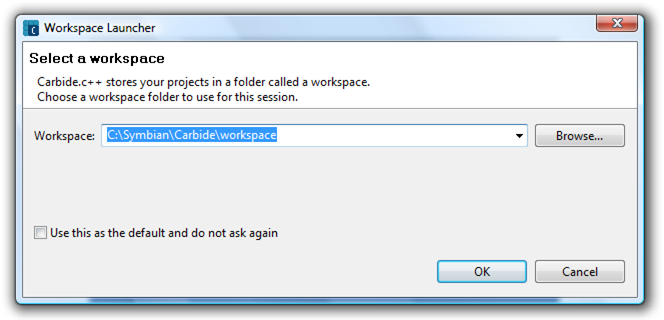 Workspace Launcher
Select a workspace
Carbide.c++ stores your projects in a folder called a workspace.
Choose a workspace folder to use for this session.
Workspace: C:\Symbian\Carbide\workspace Browse...
Use this as the default and do not ask again
OK Cancel